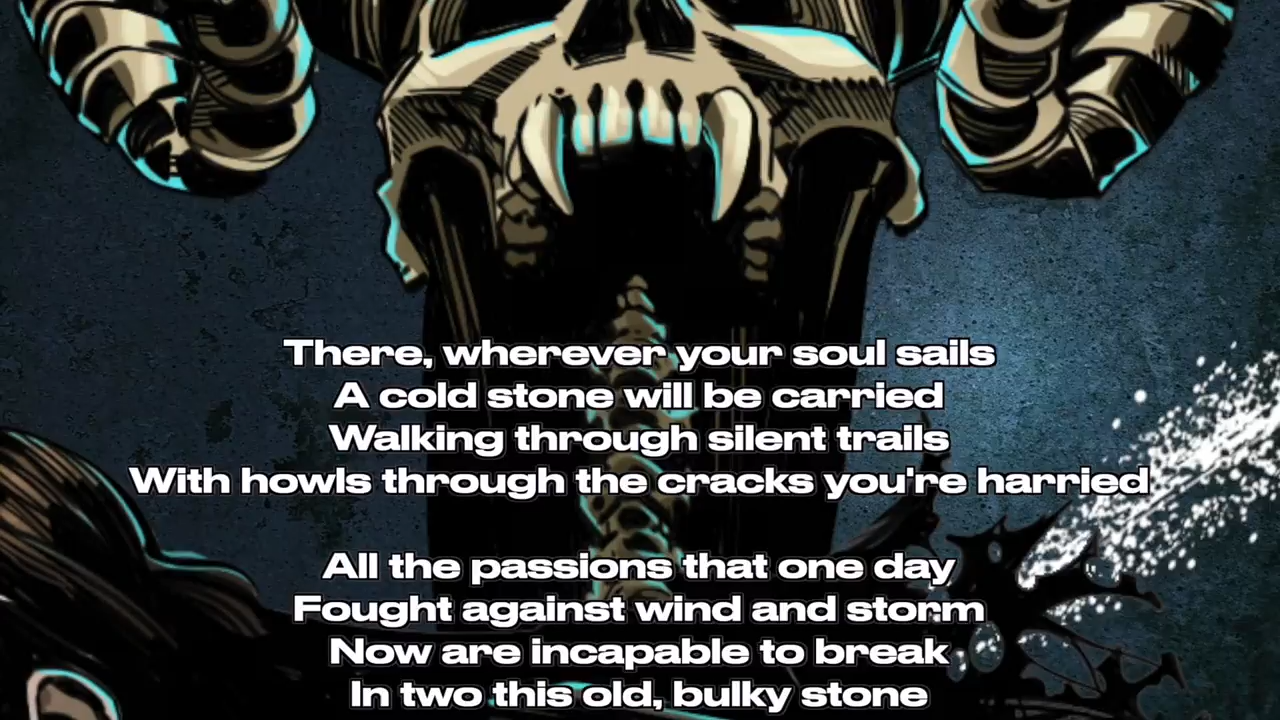 There, wherever your soul sails
A cold stone will be carried
Walking through silent trails
With howls through the cracks you're harried
All the passions that one day
Fought against wind and storm
Now are incapable to break
In two this old, bulky stone